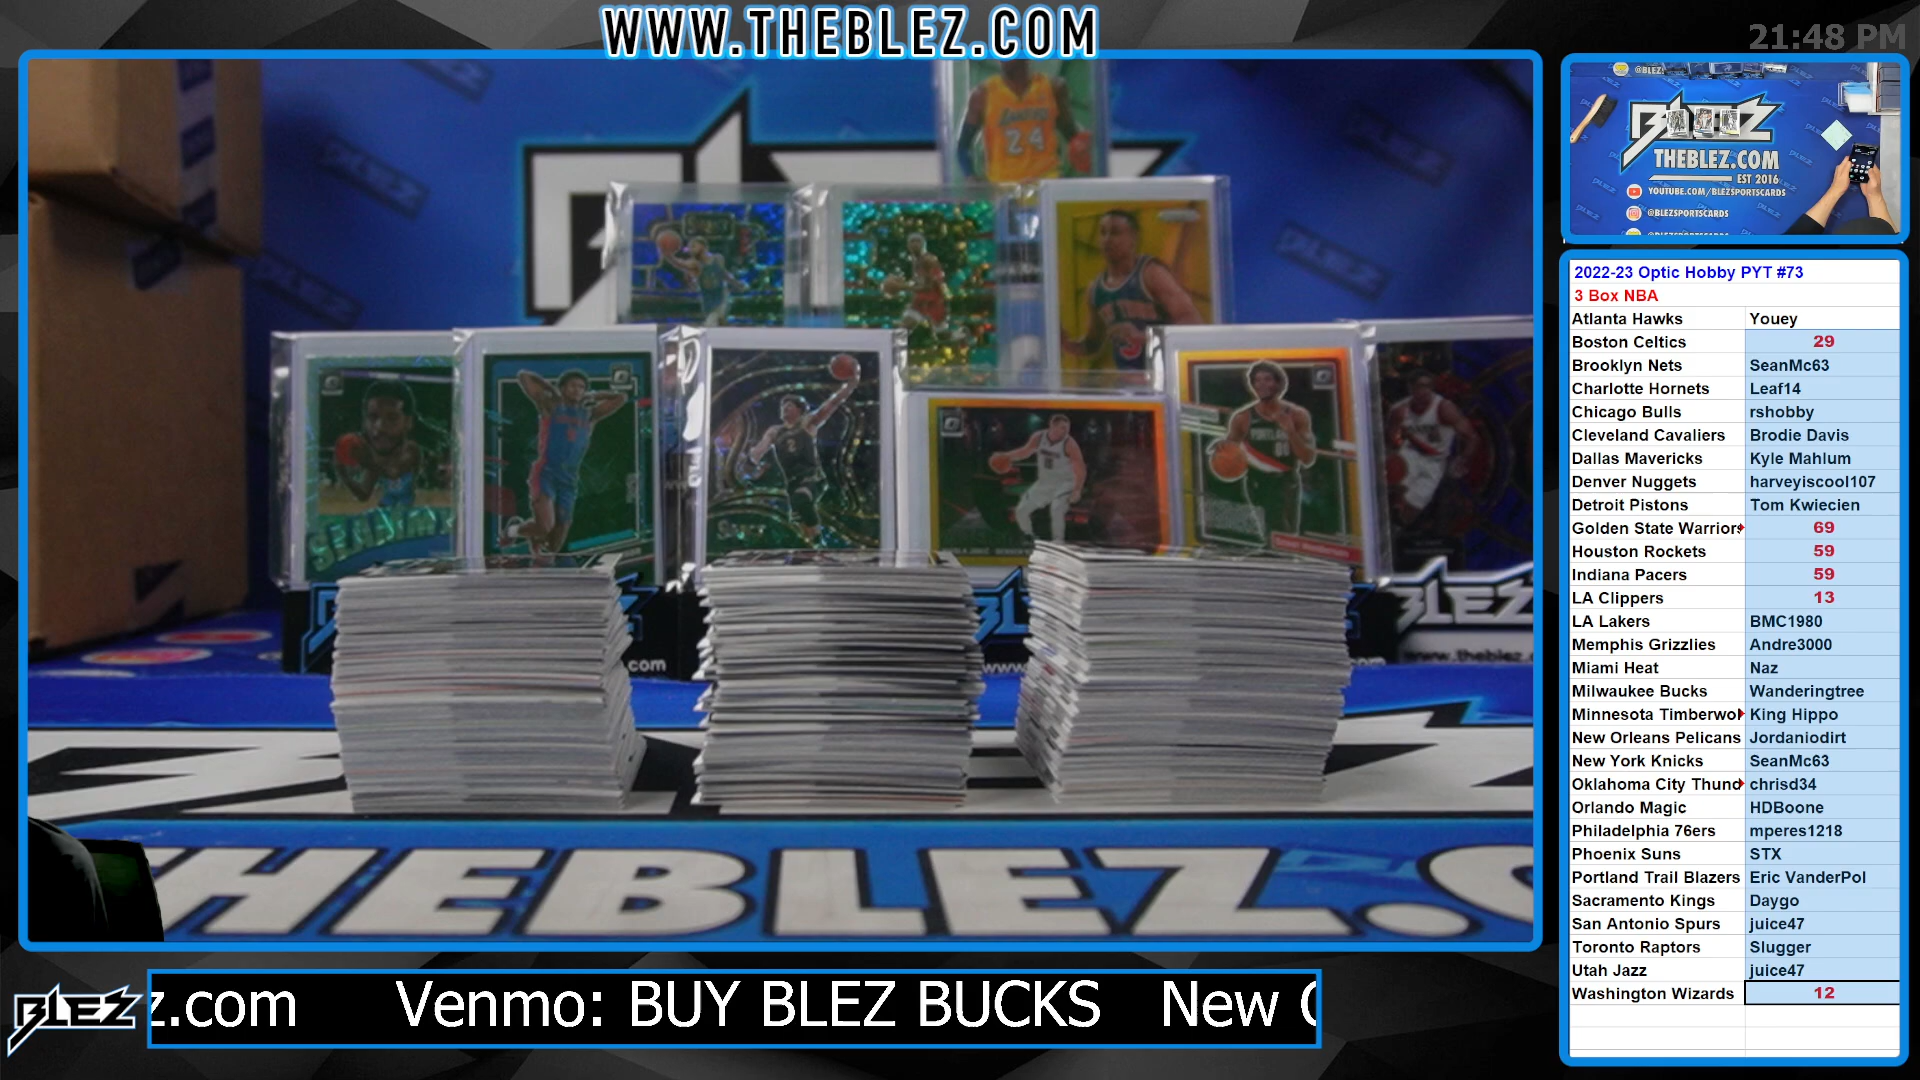 WWW.THEBLEZ.COM
21:48 PM
BLEZ
THEBLEZ.COM
EST 2016
YOUTUBE.COM/BLEZSPORTSCARDS
@BLEZSPORTSCARDS
24
2022-23 Optic Hobby PYT #73
3 Box NBA
Atlanta Hawks Youey
Boston Celtics 29
Brooklyn Nets SeanMc63
Charlotte Hornets Leaf14
Chicago Bulls rshobby
Cleveland Cavaliers Brodie Davis
Dallas Mavericks Kyle Mahlum
Denver Nuggets harveyiscool107
Detroit Pistons Tom Kwiecien
Golden State Warriors 69
Houston Rockets 59
Indiana Pacers 59
LA Clippers 13
LA Lakers BMC1980
Memphis Grizzlies Andre3000
Miami Heat Naz
Milwaukee Bucks Wanderingtree
Minnesota Timberwol King Hippo
New Orleans Pelicans Jordaniodirt
New York Knicks SeanMc63
Oklahoma City Thund chrisd34
Orlando Magic HDBoone
Philadelphia 76ers mperes1218
Phoenix Suns STX
Portland Trail Blazers Eric VanderPol
Sacramento Kings Daygo
San Antonio Spurs juice47
Toronto Raptors Slugger
Utah Jazz juice47
Washington Wizards 12
THEBLEZ.C
BLEZ
z.com Venmo: BUY BLEZ BUCKS New